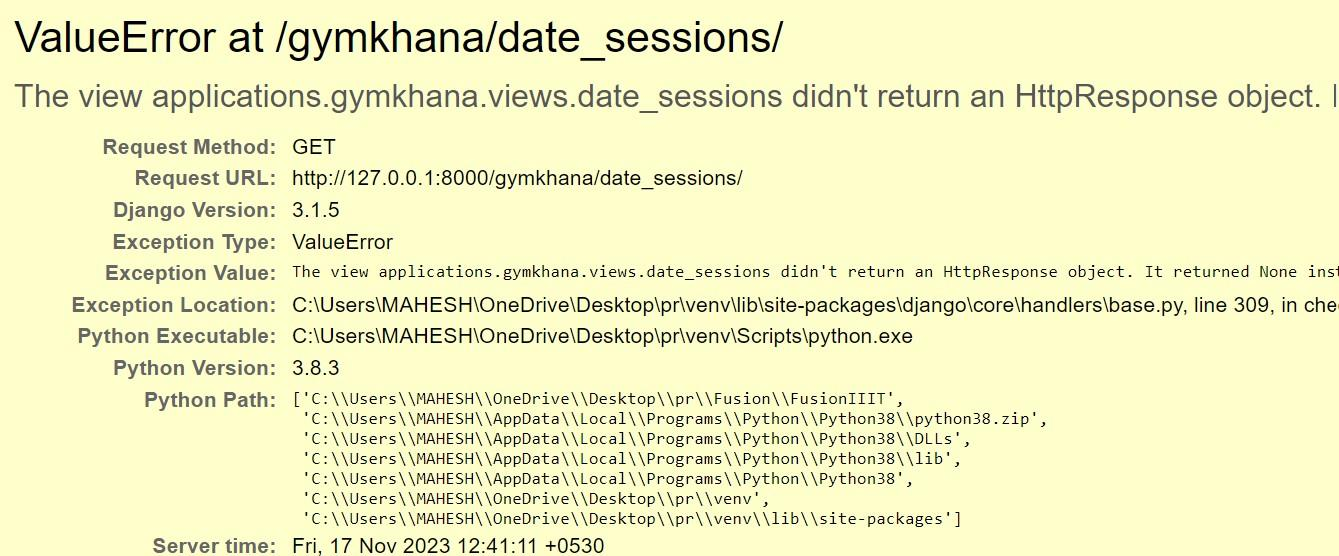 ValueError at /gymkhana/date_sessions/
The view applications.gymkhana.views.date_sessions didn't return an HttpResponse object.
Request Method: GET
Request URL: http://127.0.0.1:8000/gymkhana/date_sessions/
Django Version: 3.1.5
Exception Type: ValueError
Exception Value: The view applications.gymkhana.views.date_sessions didn't return an HttpResponse object. It returned None inst
Exception Location: C:\Users\MAHESH\OneDrive\Desktop\pr\venv\lib\site-packages\django\core\handlers\base.py, line 309, in che
Python Executable: C:\Users\MAHESH\OneDrive\Desktop\pr\venv\Scripts\python.exe
Python Version: 3.8.3
Python Path: ['C:\\Users\\MAHESH\\OneDrive\\Desktop\\pr\\Fusion\\FusionIIIT',
'C:\\Users\\MAHESH\\AppData\\Local\\Programs\\Python\\Python38\\python38.zip',
'C:\\Users\\MAHESH\\AppData\\Local\\Programs\\Python\\Python38\\DLLs',
'C:\\Users\\MAHESH\\AppData\\Local\\Programs\\Python\\Python38\\lib',
'C:\\Users\\MAHESH\\AppData\\Local\\Programs\\Python\\Python38',
'C:\\Users\\MAHESH\\OneDrive\\Desktop\\pr\\venv',
'C:\\Users\\MAHESH\\OneDrive\\Desktop\\pr\\venv\\lib\\site-packages']
Server time: Fri, 17 Nov 2023 12:41:11 +0530